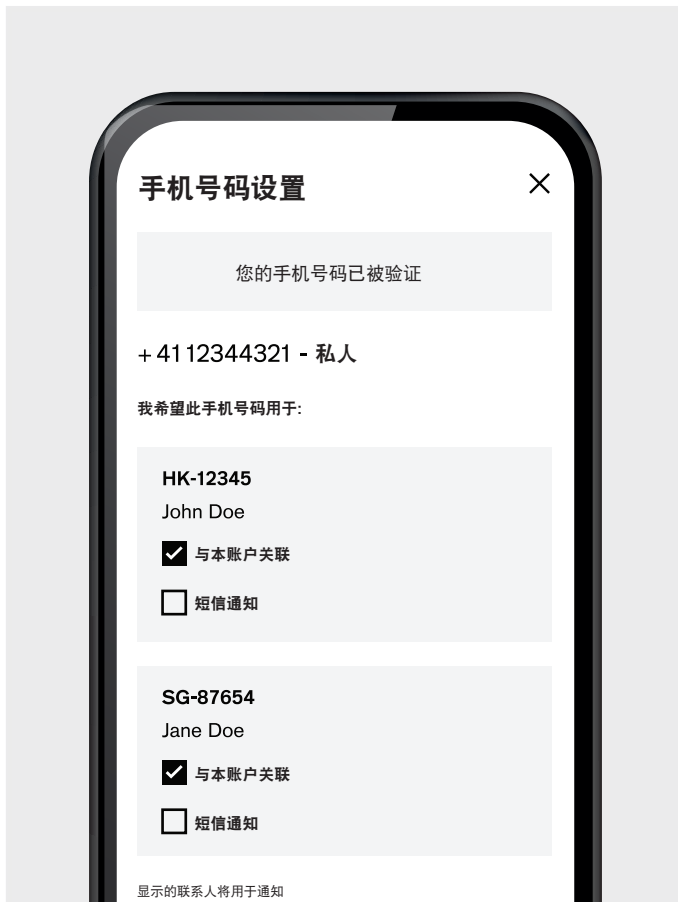 手机号码设置
您的手机号码已被验证
+4112344321 - 私人
我希望此手机号码用于:
HK-12345
John Doe
与本账户关联
短信通知
SG-87654
Jane Doe
与本账户关联
短信通知
显示的联系人将用于通知